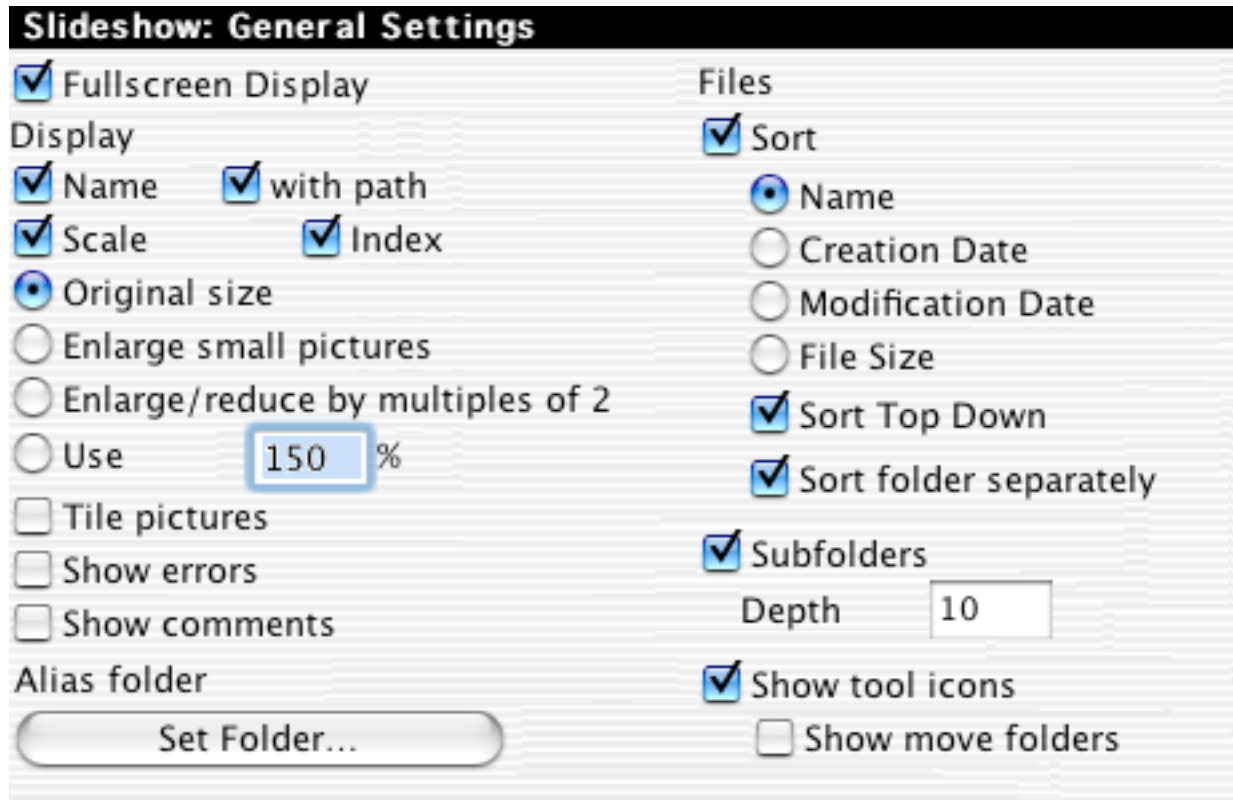 Slideshow: General Settings
Fullscreen Display
Display
Name with path
Scale Index
Original size
Enlarge small pictures
Enlarge/reduce by multiples of 2
Use 150 %
Tile pictures
Show errors
Show comments
Alias folder
Set Folder...
Files
Sort
Name
Creation Date
Modification Date
File Size
Sort Top Down
Sort folder separately
Subfolders
Depth 10
Show tool icons
Show move folders